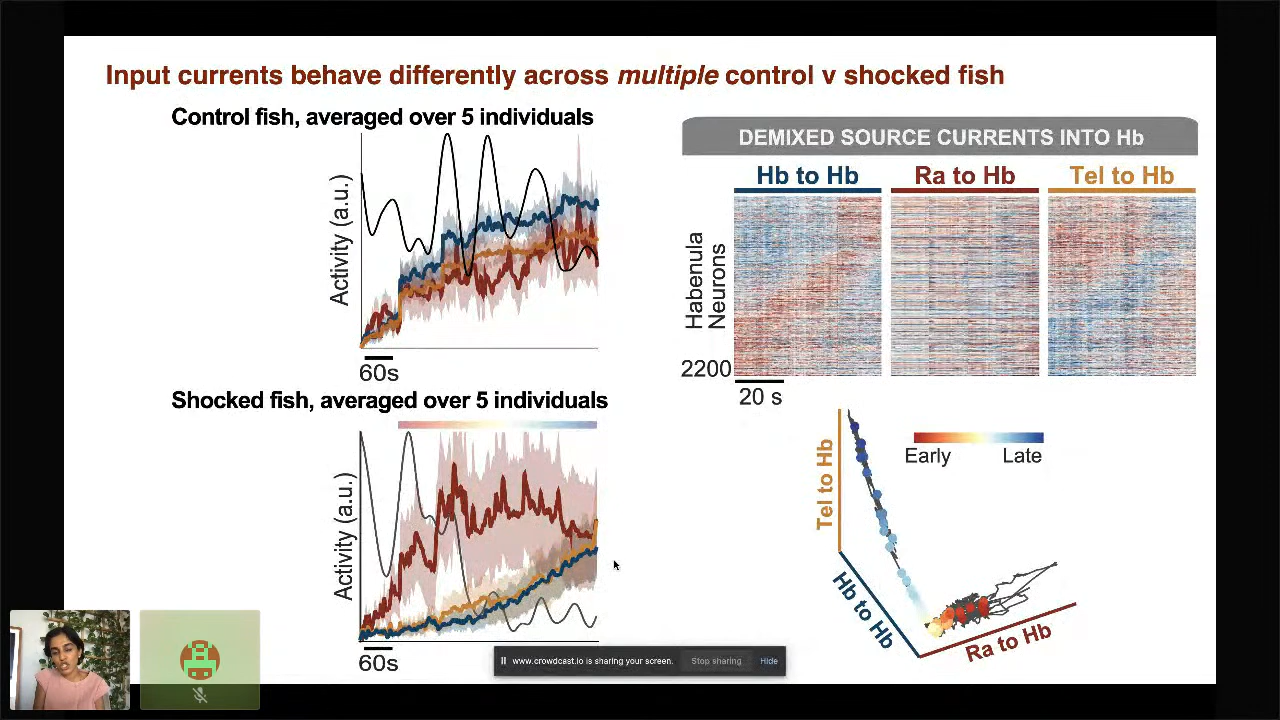 Input currents behave differently across multiple control v shocked fish
Control fish, averaged over 5 individuals
Activity (a.u.)
60s
Shocked fish, averaged over 5 individuals
Activity (a.u.)
60s
DEMIXED SOURCE CURRENTS INTO Hb
Hb to Hb
Ra to Hb
Tel to Hb
Habenula
Neurons
2200
20 s
Early
Late
Tel to Hb
Hb to Hb
Ra to Hb
www.crowdcast.io is sharing your screen.
Stop sharing
Hide